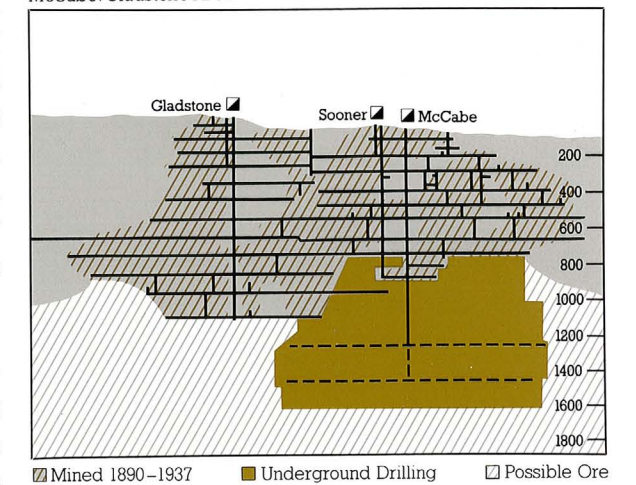 Gladstone
Sooner
McCabe
200
400
600
800
1000
1200
1400
1600
1800
Mined 1890–1937
Underground Drilling
Possible Ore